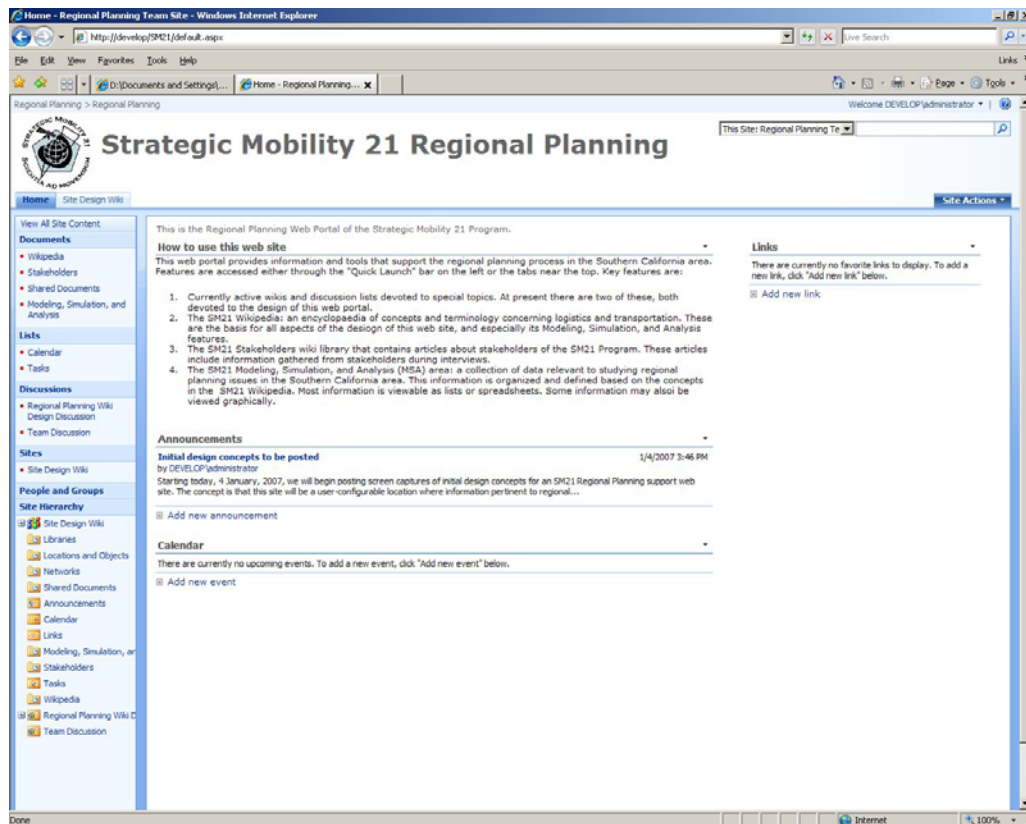 Home - Regional Planning Team Site - Windows Internet Explorer
http://develop/SM21/default.aspx
Live Search
File Edit View Favorites Tools Help
Links
D:\Documents and Settings\...
Home - Regional Planning...
Page
Tools
Regional Planning > Regional Planning
Welcome DEVELOP\administrator
STRATEGIC MOBILITY 21
SCIENTIA AD MOVENDUM
Strategic Mobility 21 Regional Planning
This Site: Regional Planning Te
Home
Site Design Wiki
Site Actions
View All Site Content
Documents
Wikipedia
Stakeholders
Shared Documents
Modeling, Simulation, and
Analysis
Lists
Calendar
Tasks
Discussions
Regional Planning Wiki
Design Discussion
Team Discussion
Sites
Site Design Wiki
People and Groups
Site Hierarchy
Site Design Wiki
Libraries
Locations and Objects
Networks
Shared Documents
Announcements
Calendar
Links
Modeling, Simulation, an
Stakeholders
Tasks
Wikipedia
Regional Planning Wiki D
Team Discussion
This is the Regional Planning Web Portal of the Strategic Mobility 21 Program.
How to use this web site
This web portal provides information and tools that support the regional planning process in the Southern California area.
Features are accessed either through the "Quick Launch" bar on the left or the tabs near the top. Key features are:
1. Currently active wikis and discussion lists devoted to special topics. At present there are two of these, both
devoted to the design of this web portal.
2. The SM21 Wikipedia: an encyclopaedia of concepts and terminology concerning logistics and transportation. These
are the basis for all aspects of the desiogn of this web site, and especially its Modeling, Simulation, and Analysis
features.
3. The SM21 Stakeholders wiki library that contains articles about stakeholders of the SM21 Program. These articles
include information gathered from stakeholders during interviews.
4. The SM21 Modeling, Simulation, and Analysis (MSA) area: a collection of data relevant to studying regional
planning issues in the Southern California area. This information is organized and defined based on the concepts
in the SM21 Wikipedia. Most information is viewable as lists or spreadsheets. Some information may alsoi be
viewed graphically.
Announcements
Initial design concepts to be posted
1/4/2007 3:46 PM
by DEVELOP\administrator
Starting today, 4 January, 2007, we will begin posting screen captures of initial design concepts for an SM21 Regional Planning support web
site. The concept is that this site will be a user-configurable location where information pertinent to regional...
Add new announcement
Calendar
There are currently no upcoming events. To add a new event, click "Add new event" below.
Add new event
Links
There are currently no favorite links to display. To add a
new link, click "Add new link" below.
Add new link
Done
Internet
100%